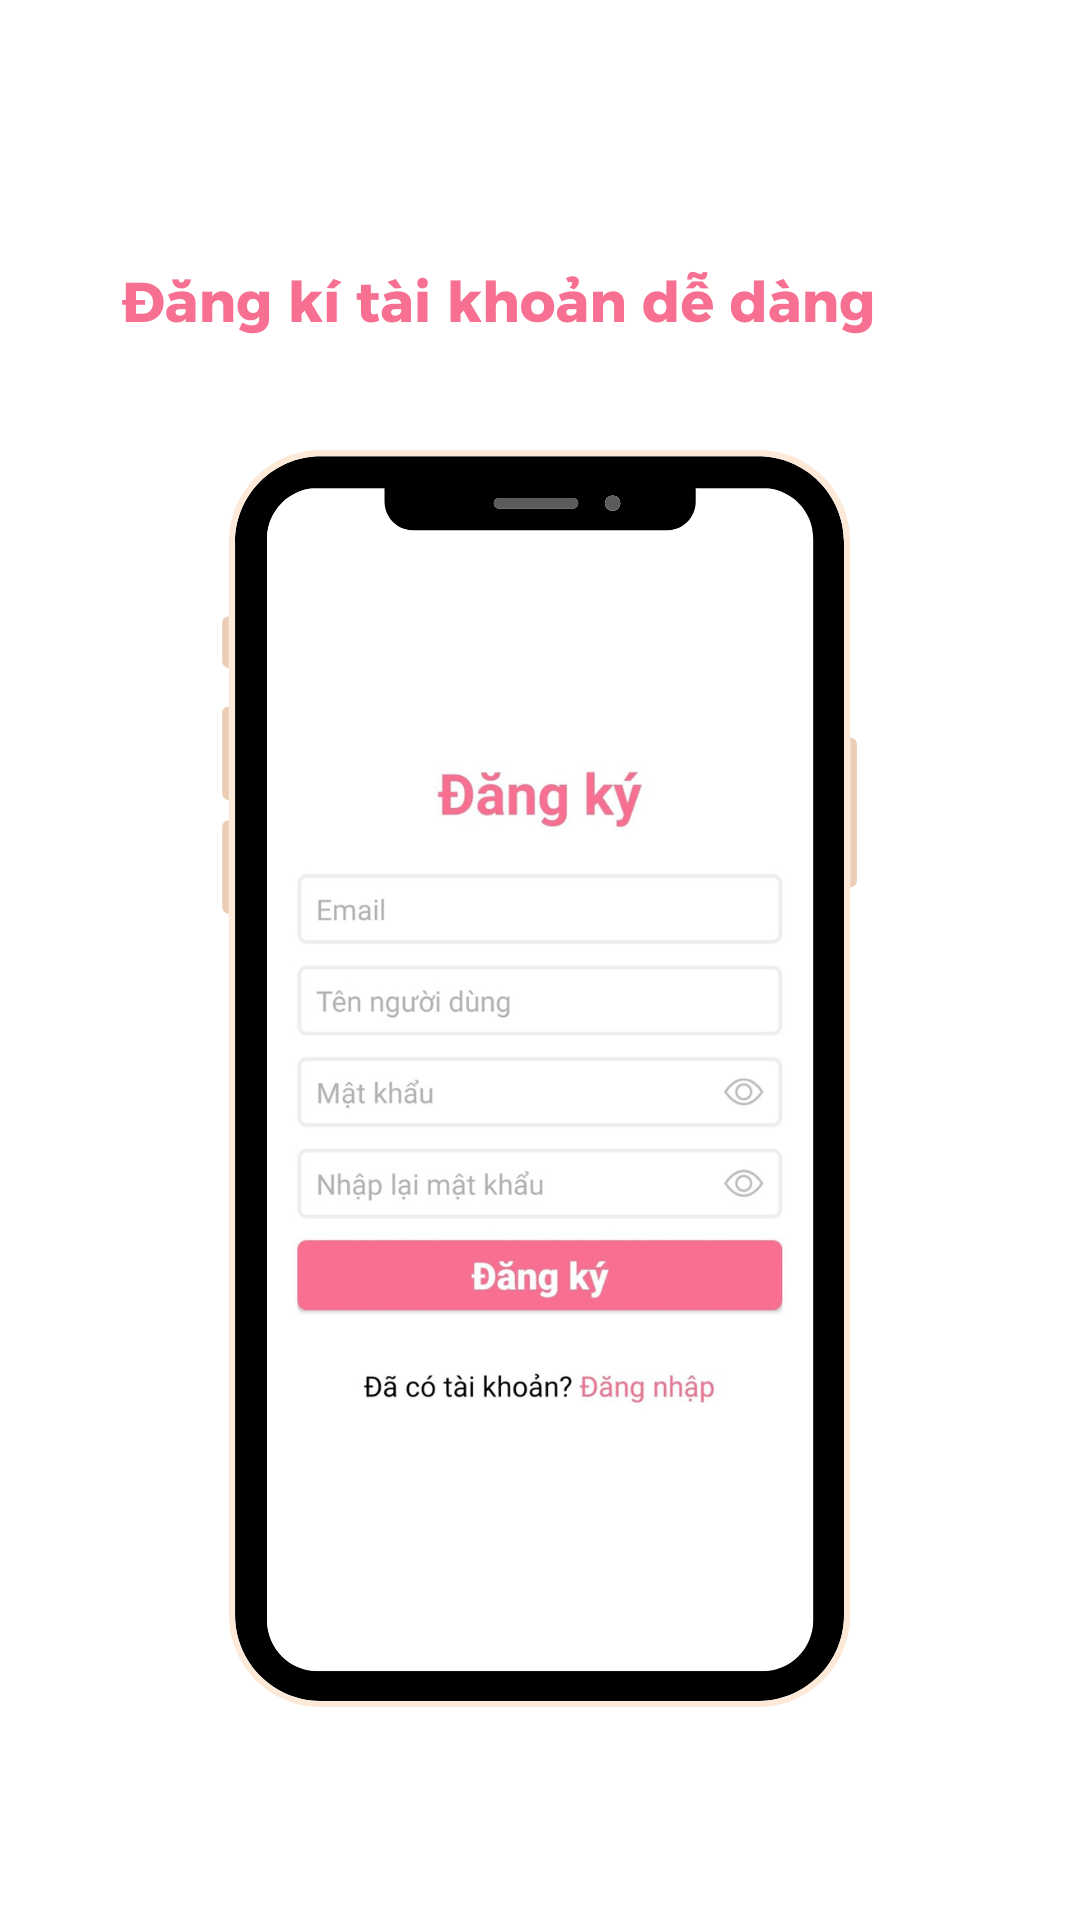 Đăng kí tài khoản dễ dàng
Đăng ký
Email
Tên người dùng
Mật khẩu
Nhập lại mật khẩu
Đăng ký
Đã có tài khoản? Đăng nhập